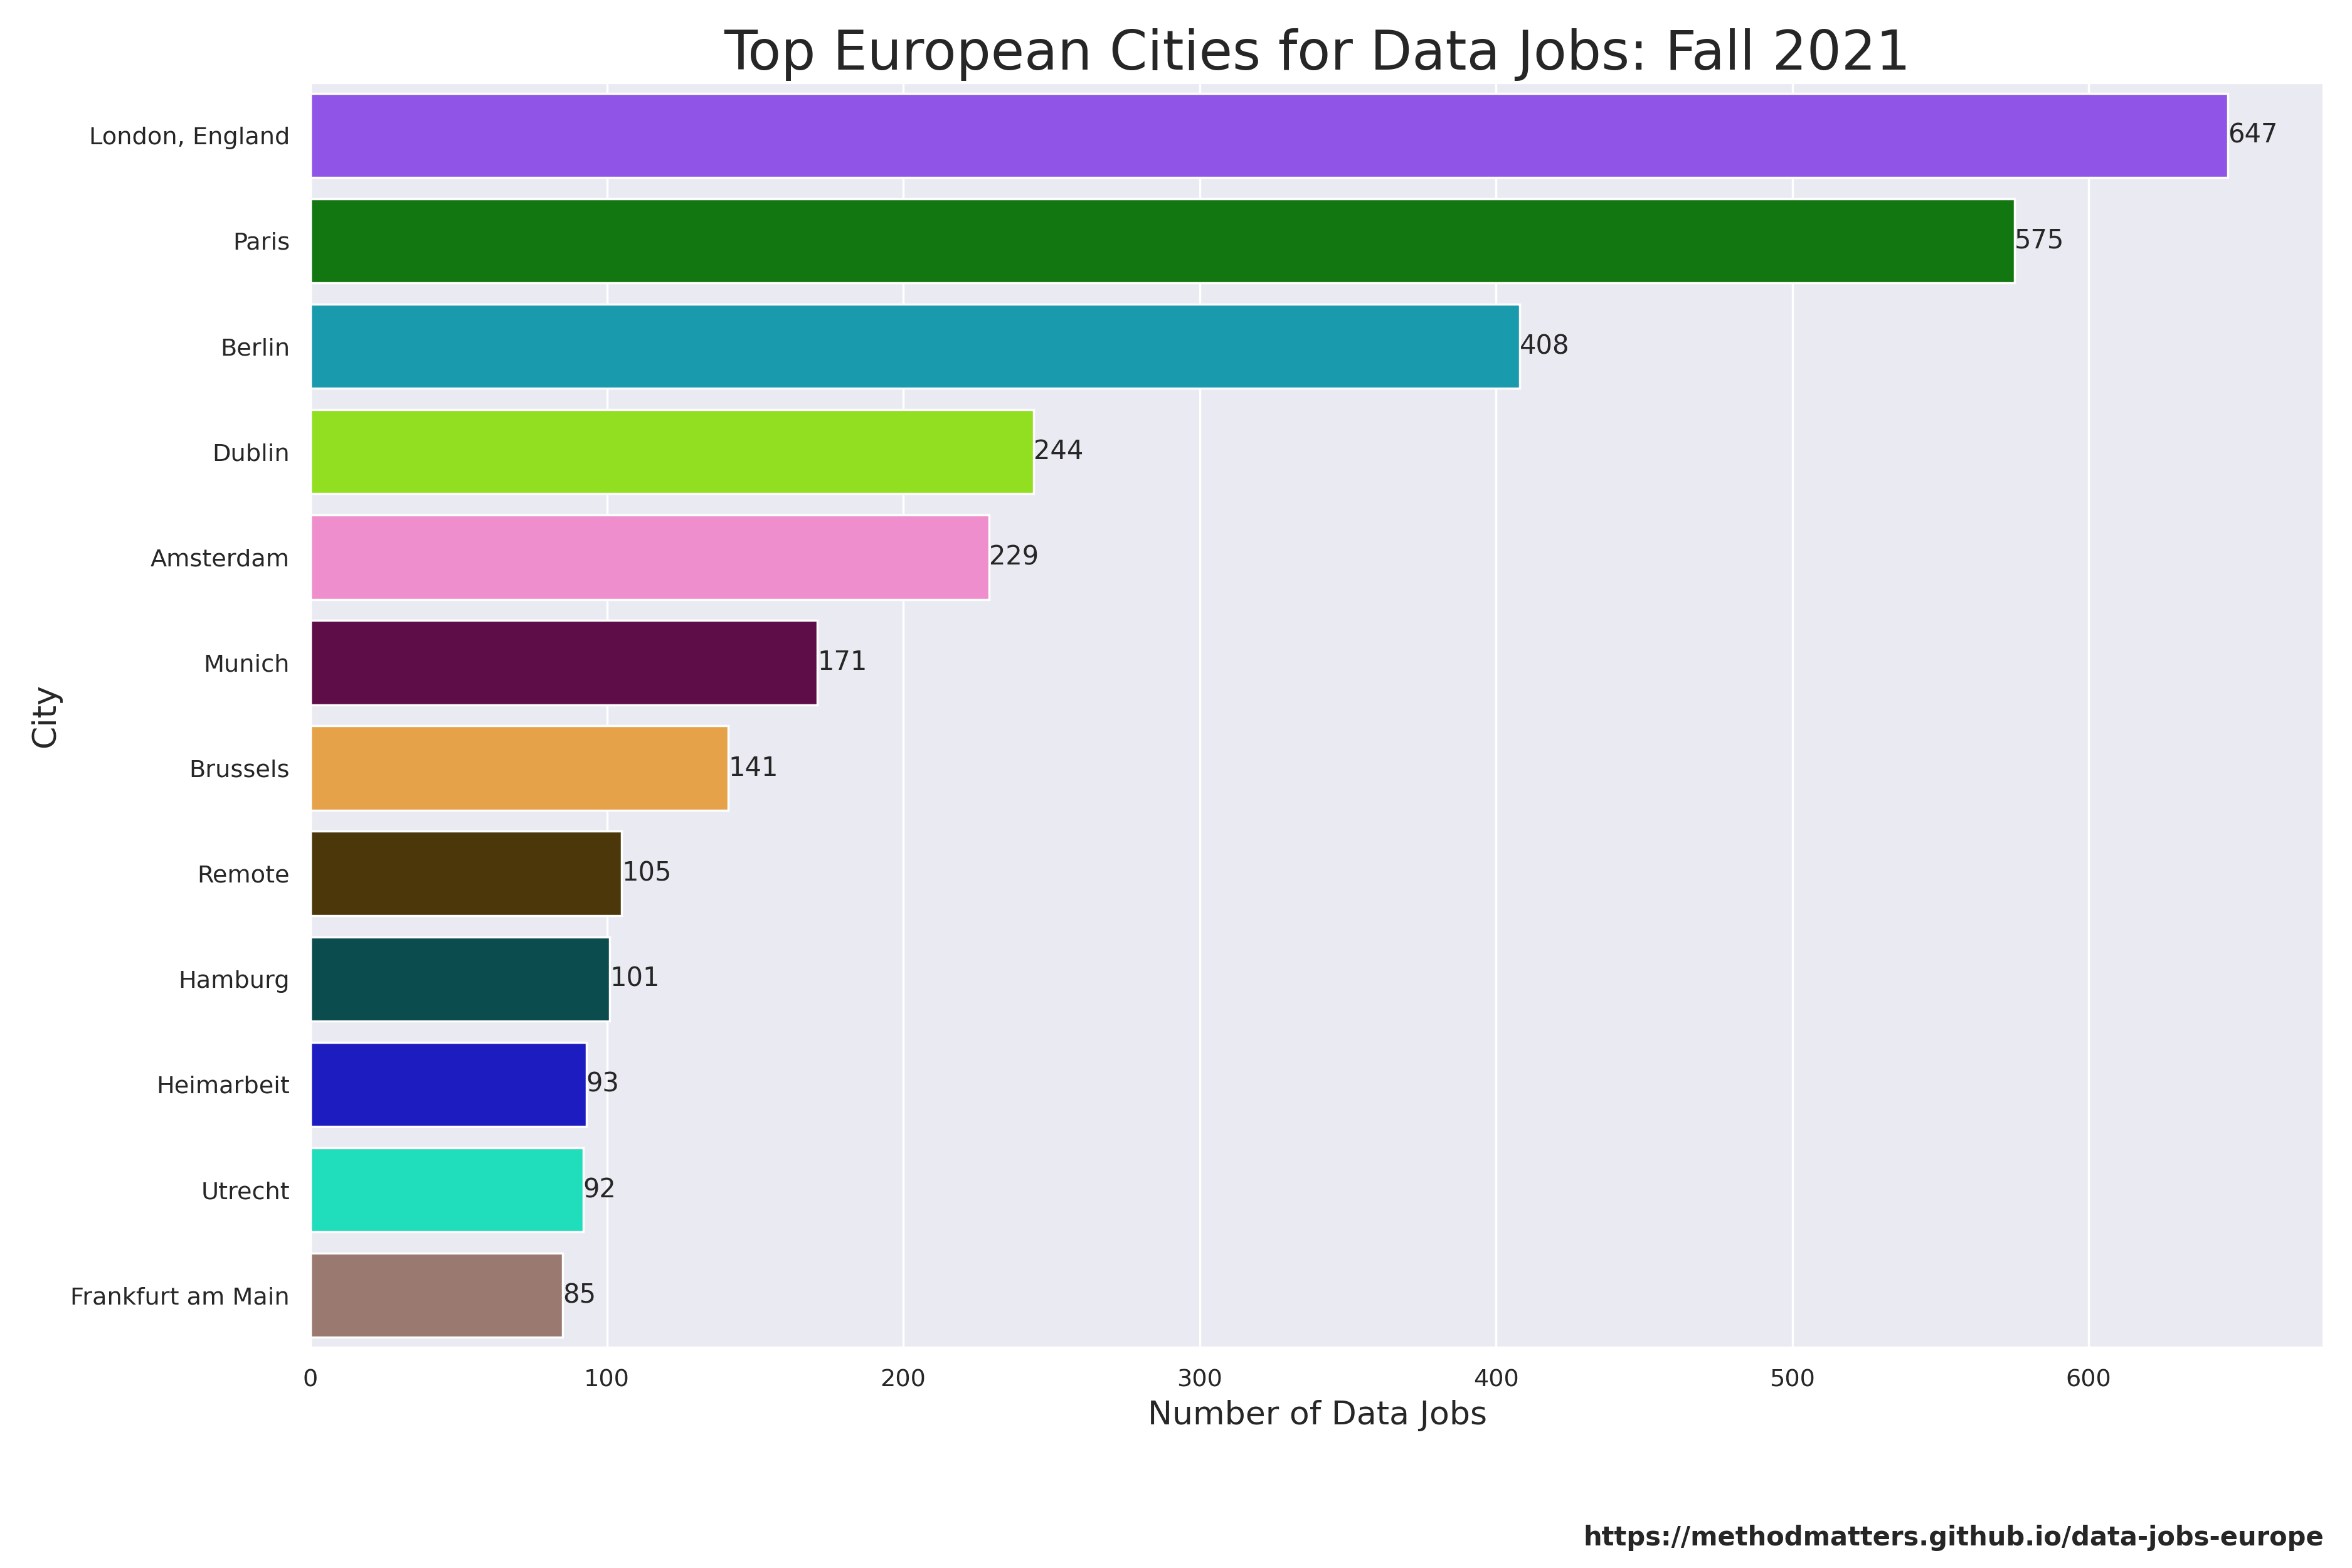 Top European Cities for Data Jobs: Fall 2021
London, England 647
Paris 575
Berlin 408
Dublin 244
Amsterdam 229
Munich 171
Brussels 141
Remote 105
Hamburg 101
Heimarbeit 93
Utrecht 92
Frankfurt am Main 85
City
0 100 200 300 400 500 600
Number of Data Jobs
https://methodmatters.github.io/data-jobs-europe